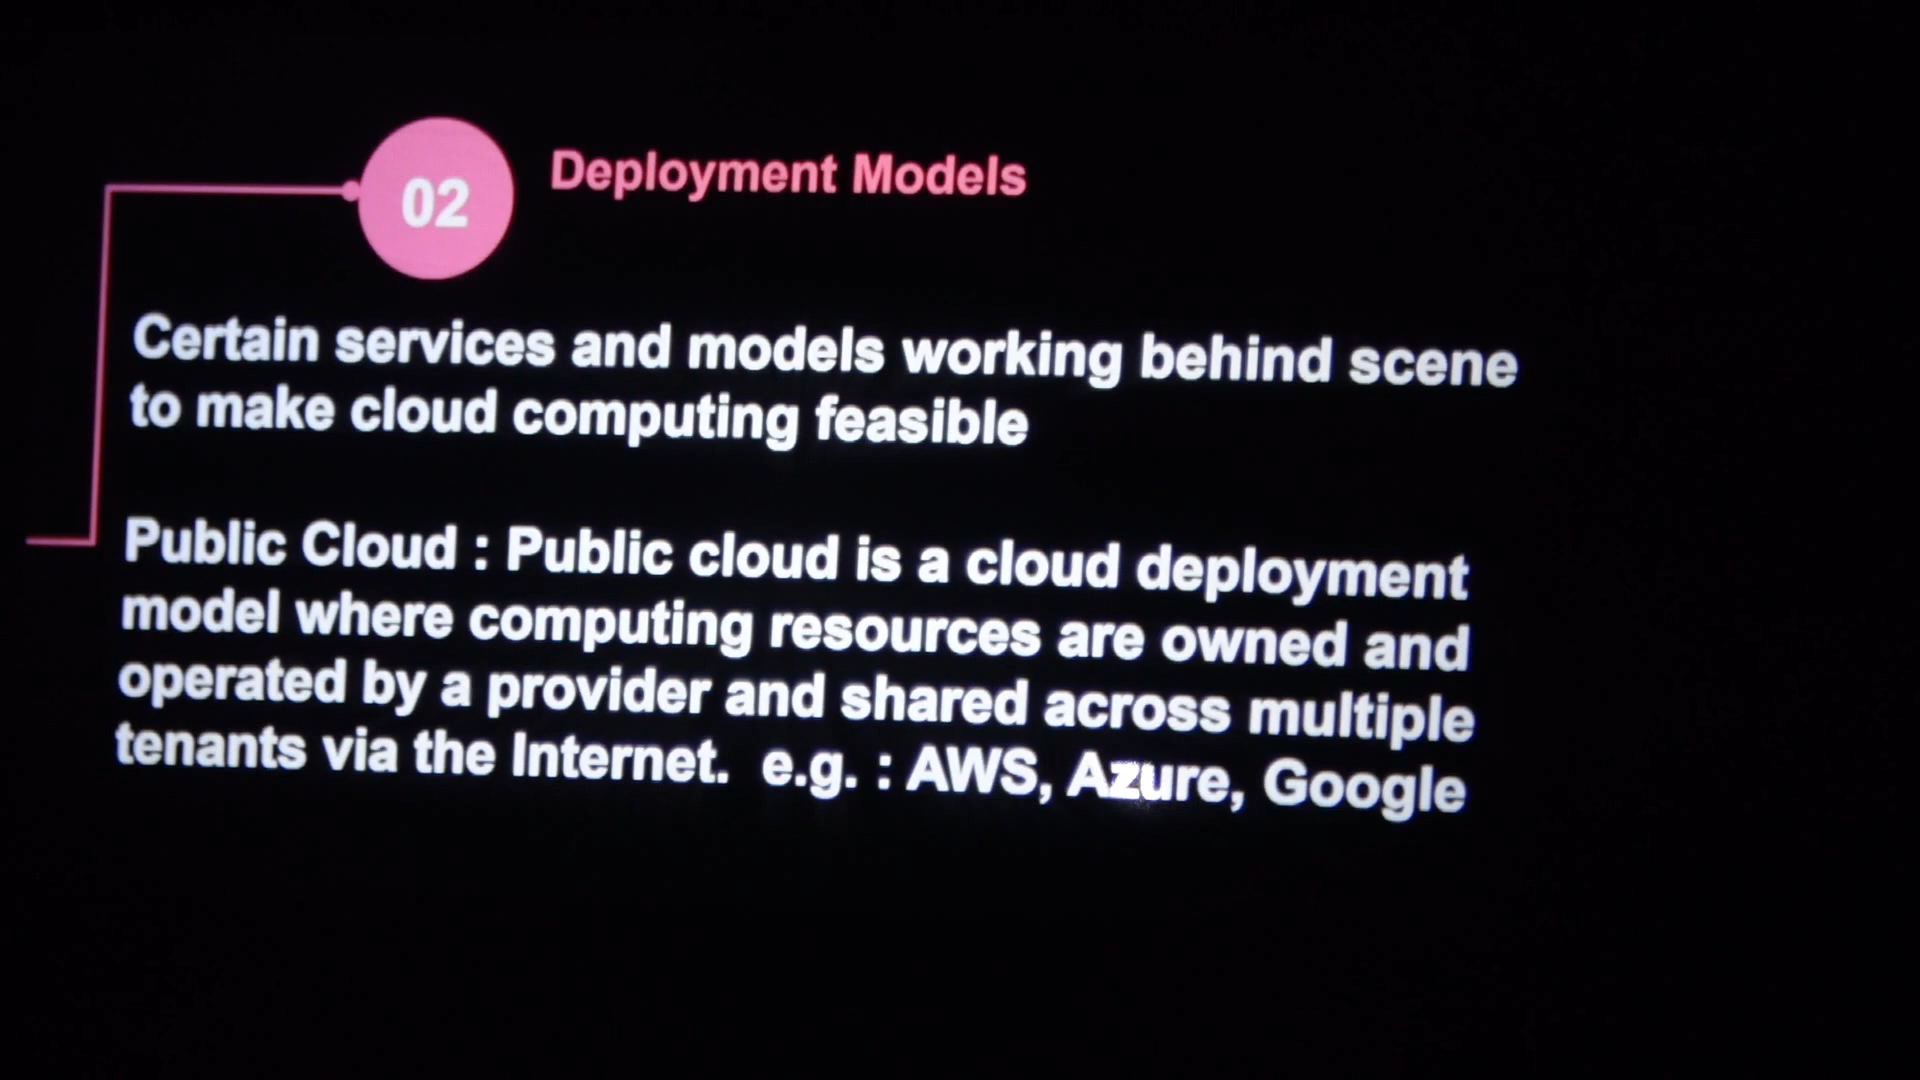 02
Deployment Models
Certain services and models working behind scene
to make cloud computing feasible
Public Cloud : Public cloud is a cloud deployment
model where computing resources are owned and
operated by a provider and shared across multiple
tenants via the Internet.  e.g. : AWS, Azure, Google